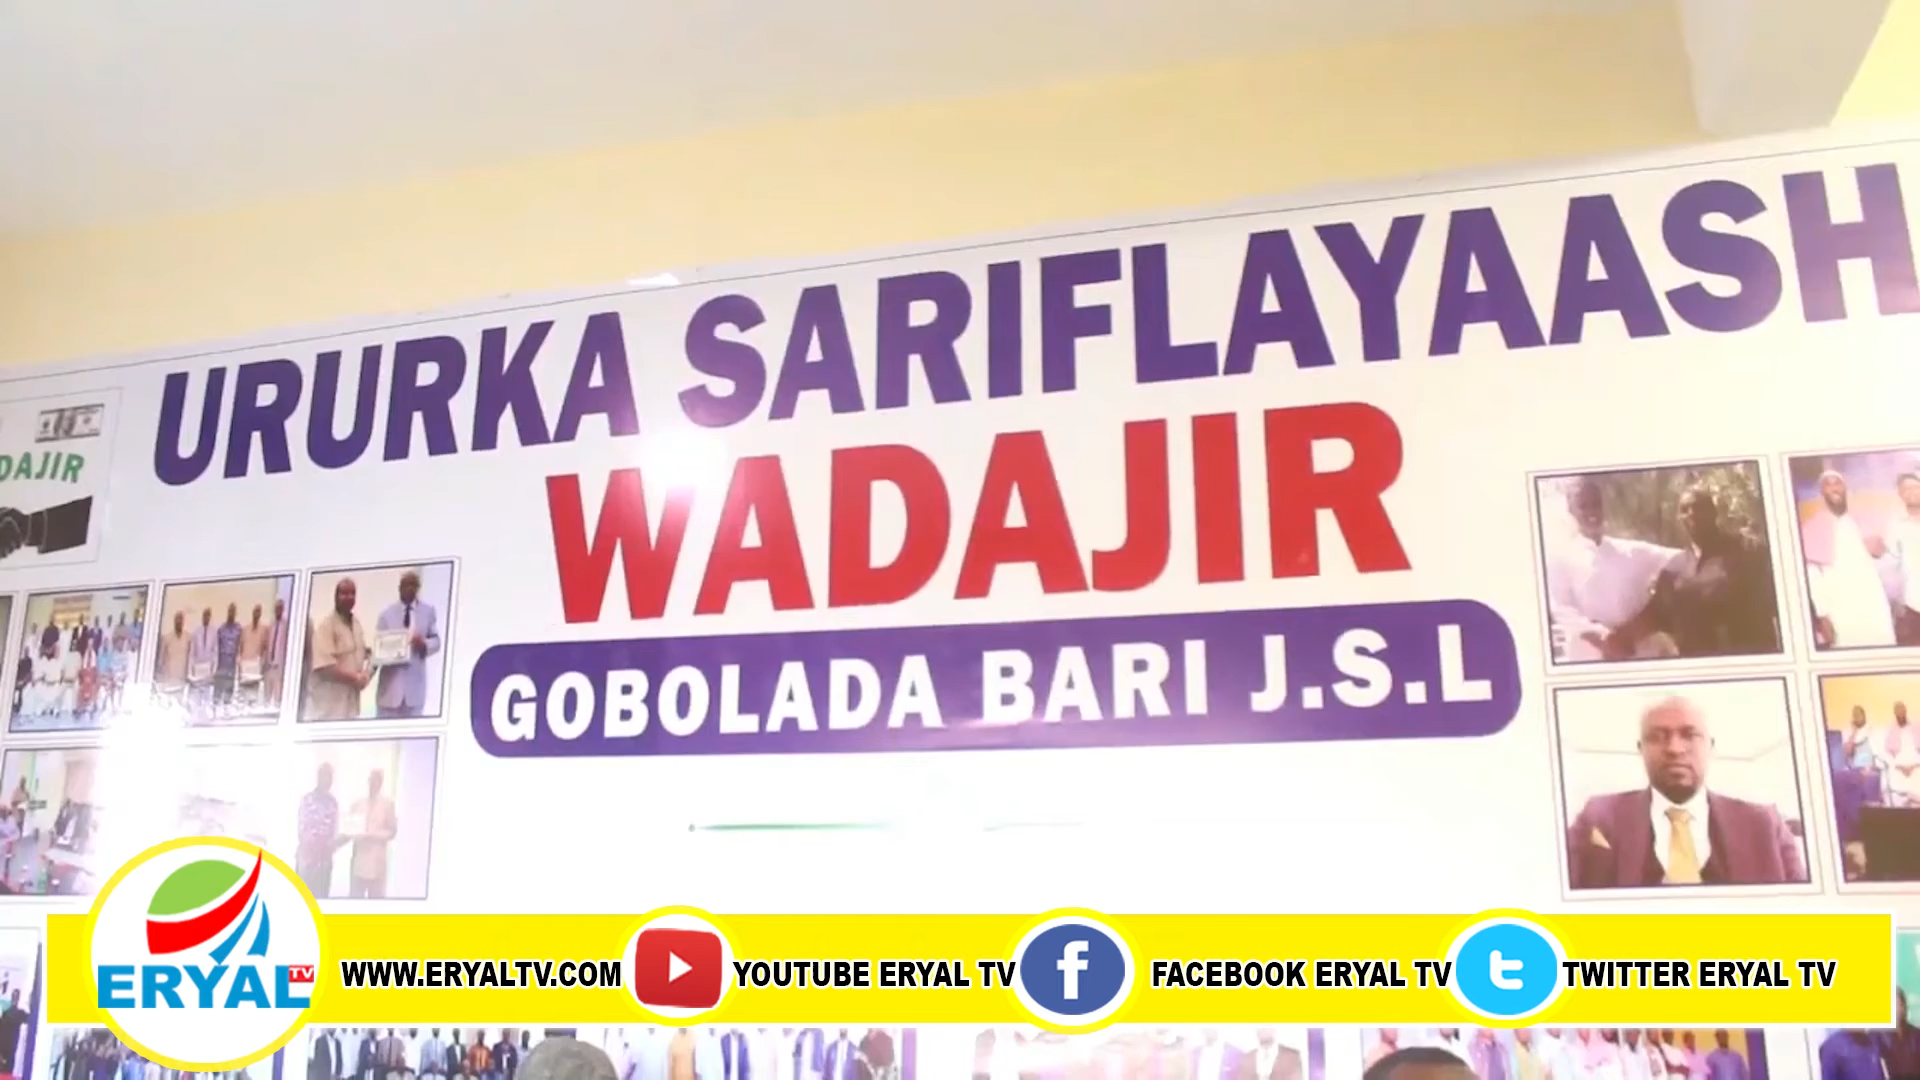 URURKA SARIFLAYAASH
WADAJIR
GOBOLADA BARI J.S.L
DAJIR
ERYAL TV
WWW.ERYALTV.COM
YOUTUBE ERYAL TV
FACEBOOK ERYAL TV
TWITTER ERYAL TV